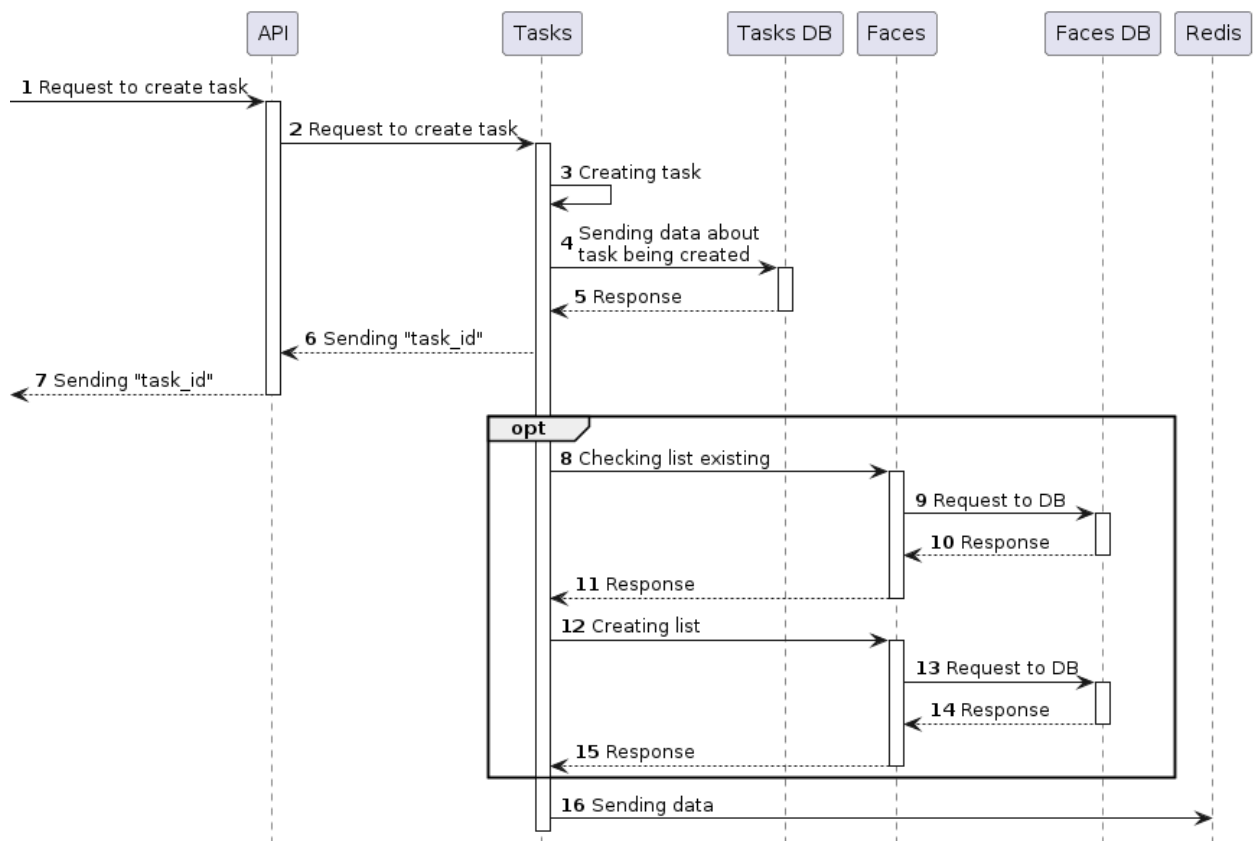 API
Tasks
Tasks DB
Faces
Faces DB
Redis
1 Request to create task
2 Request to create task
3 Creating task
4 Sending data about
task being created
5 Response
6 Sending "task_id"
7 Sending "task_id"
opt
8 Checking list existing
9 Request to DB
10 Response
11 Response
12 Creating list
13 Request to DB
14 Response
15 Response
16 Sending data